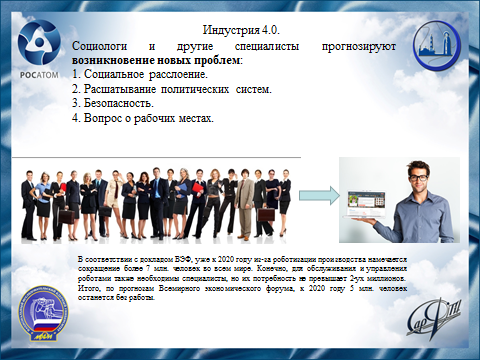 Индустрия 4.0.
РОСАТОМ
Социологи и другие специалисты прогнозируют
возникновение новых проблем:
1. Социальное расслоение.
2. Расшатывание политических систем.
3. Безопасность.
4. Вопрос о рабочих местах.
В соответствии с докладом ВЭФ, уже к 2020 году из-за роботизации производства намечается
сокращение более 7 млн. человек во всем мире. Конечно, для обслуживания и управления
роботами также необходимы специалисты, но их потребность не превышает 2-ух миллионов.
Итого, по прогнозам Всемирного экономического форума, к 2020 году 5 млн. человек
останется без работы.